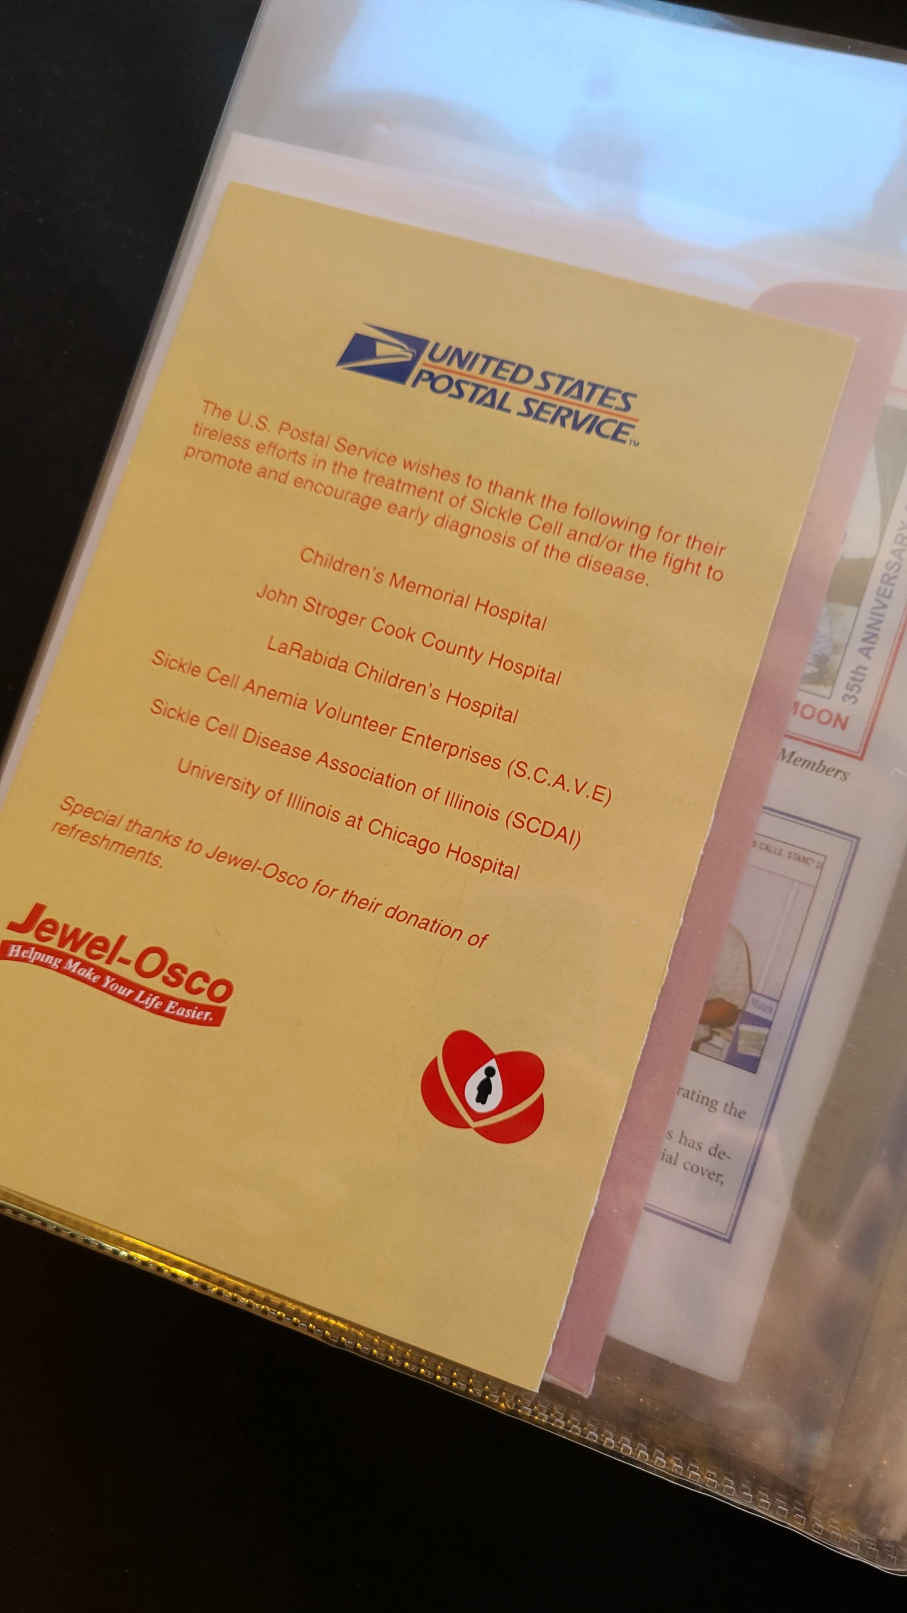 UNITED STATES
POSTAL SERVICE™
The U.S. Postal Service wishes to thank the following for their
tireless efforts in the treatment of Sickle Cell and/or the fight to
promote and encourage early diagnosis of the disease.
Children's Memorial Hospital
John Stroger Cook County Hospital
LaRabida Children's Hospital
Sickle Cell Anemia Volunteer Enterprises (S.C.A.V.E)
Sickle Cell Disease Association of Illinois (SCDAI)
University of Illinois at Chicago Hospital
Special thanks to Jewel-Osco for their donation of
refreshments.
Jewel-Osco
Helping Make Your Life Easier.
35th ANNIVERSARY
MOON
Members
CALLS, STAND
rating the
s has de-
ial cover,